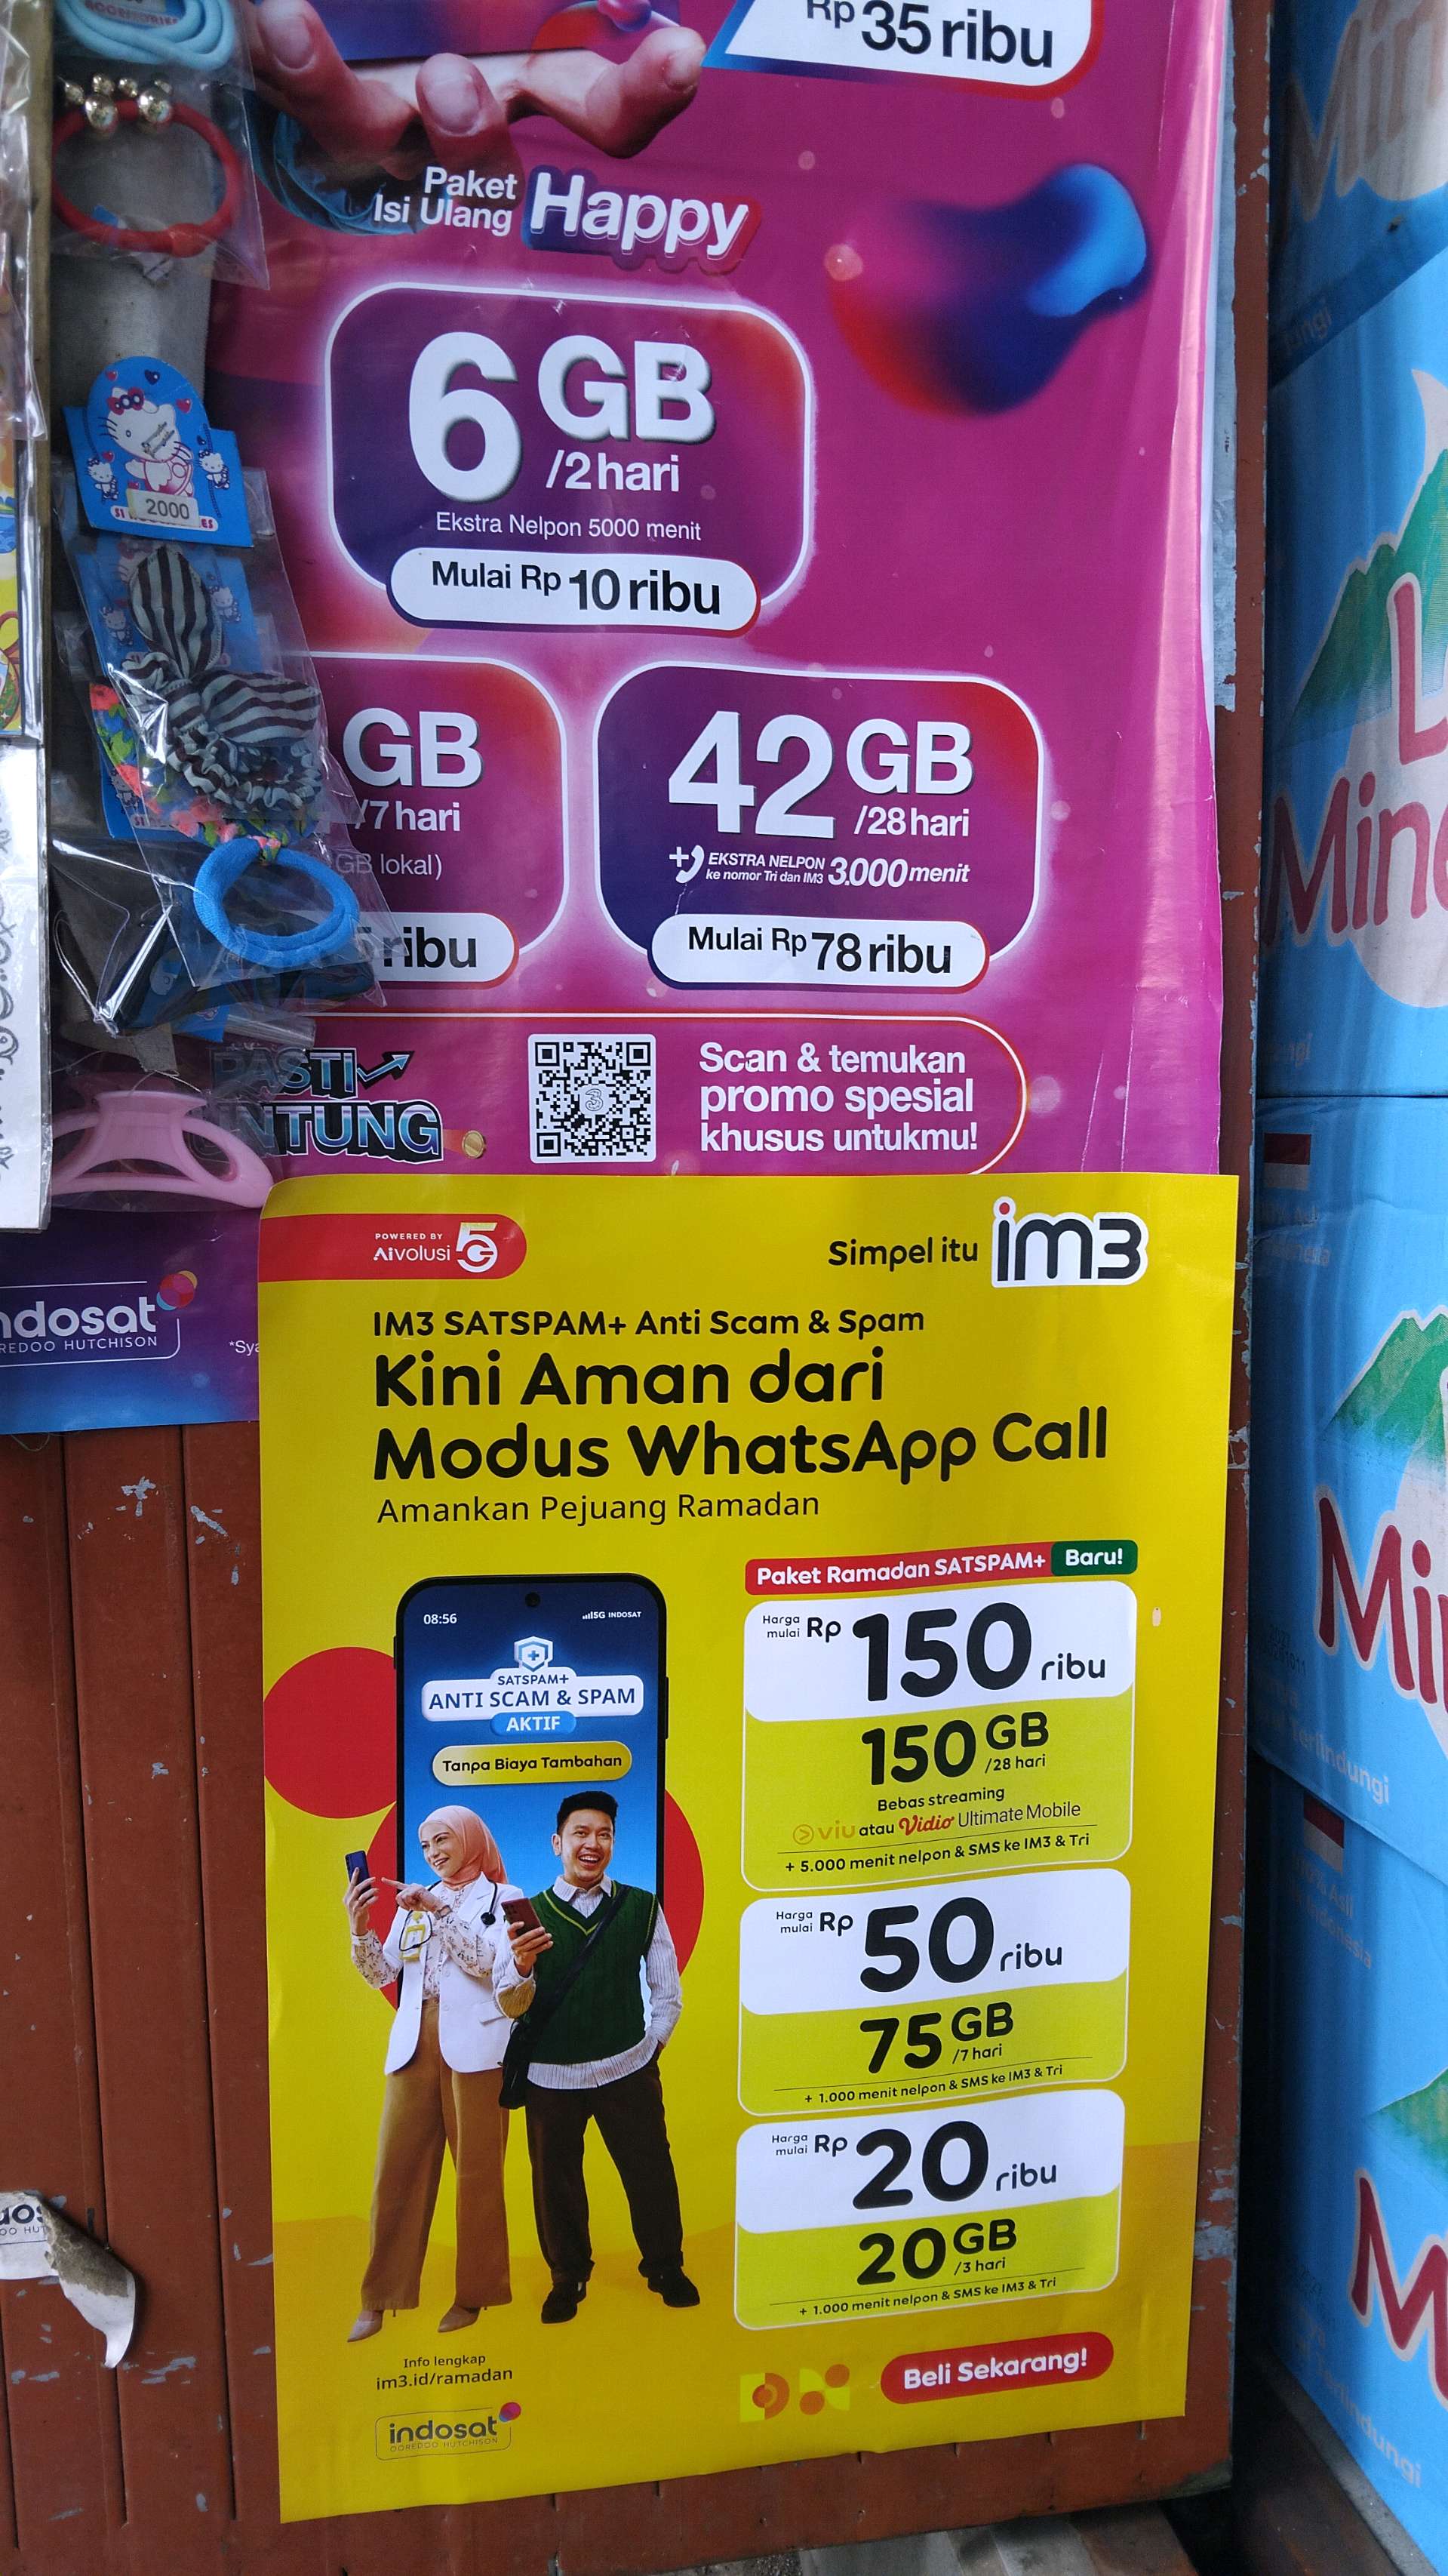 ACCESSORIES
Rp 35 ribu
Paket
Isi Ulang Happy
6 GB
/2 hari
Ekstra Nelpon 5000 menit
Mulai Rp 10 ribu
2000
GB
/7 hari
GB lokal)
ribu
42 GB
/28 hari
+ EKSTRA NELPON
ke nomor Tri dan IM3 3.000 menit
Mulai Rp 78 ribu
PASTI
NTUNG
3
Scan & temukan
promo spesial
khusus untukmu!
ndosat
REDOO HUTCHISON
*Sya
POWERED BY
AIvolusi 5G
Simpel itu im3
IM3 SATSPAM+ Anti Scam & Spam
Kini Aman dari
Modus WhatsApp Call
Amankan Pejuang Ramadan
08:56
5G INDOSAT
SATSPAM+
ANTI SCAM & SPAM
AKTIF
Tanpa Biaya Tambahan
Paket Ramadan SATSPAM+ Baru!
Harga
mulai Rp 150 ribu
150 GB
/28 hari
Bebas streaming
viu atau Vidio Ultimate Mobile
+ 5.000 menit nelpon & SMS ke IM3 & Tri
Harga
mulai Rp 50 ribu
75 GB
/7 hari
+ 1.000 menit nelpon & SMS ke IM3 & Tri
Harga
mulai Rp 20 ribu
20 GB
/3 hari
+ 1.000 menit nelpon & SMS ke IM3 & Tri
Info lengkap
im3.id/ramadan
indosat
OOREDOO HUTCHISON
Beli Sekarang!
L
Mine
Mi
M